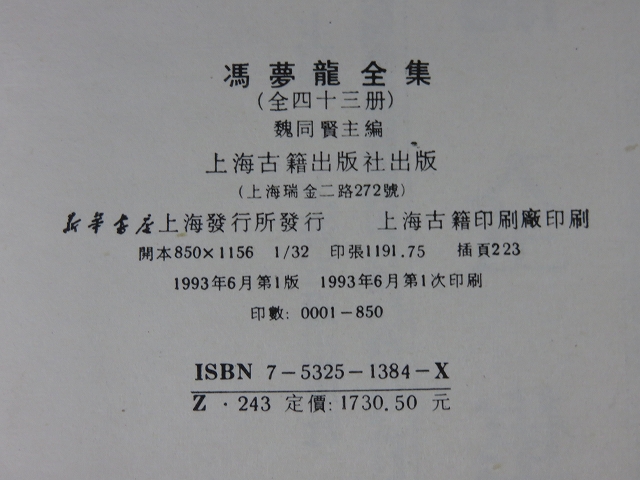 馮夢龍全集
(全四十三册)
魏同賢主編
上海古籍出版社出版
(上海瑞金二路272號)
新華書店上海發行所發行 上海古籍印刷廠印刷
開本850×1156 1/32 印張1191.75 插頁223
1993年6月第1版 1993年6月第1次印刷
印數: 0001-850
ISBN 7-5325-1384-X
Z·243 定價:1730.50 元